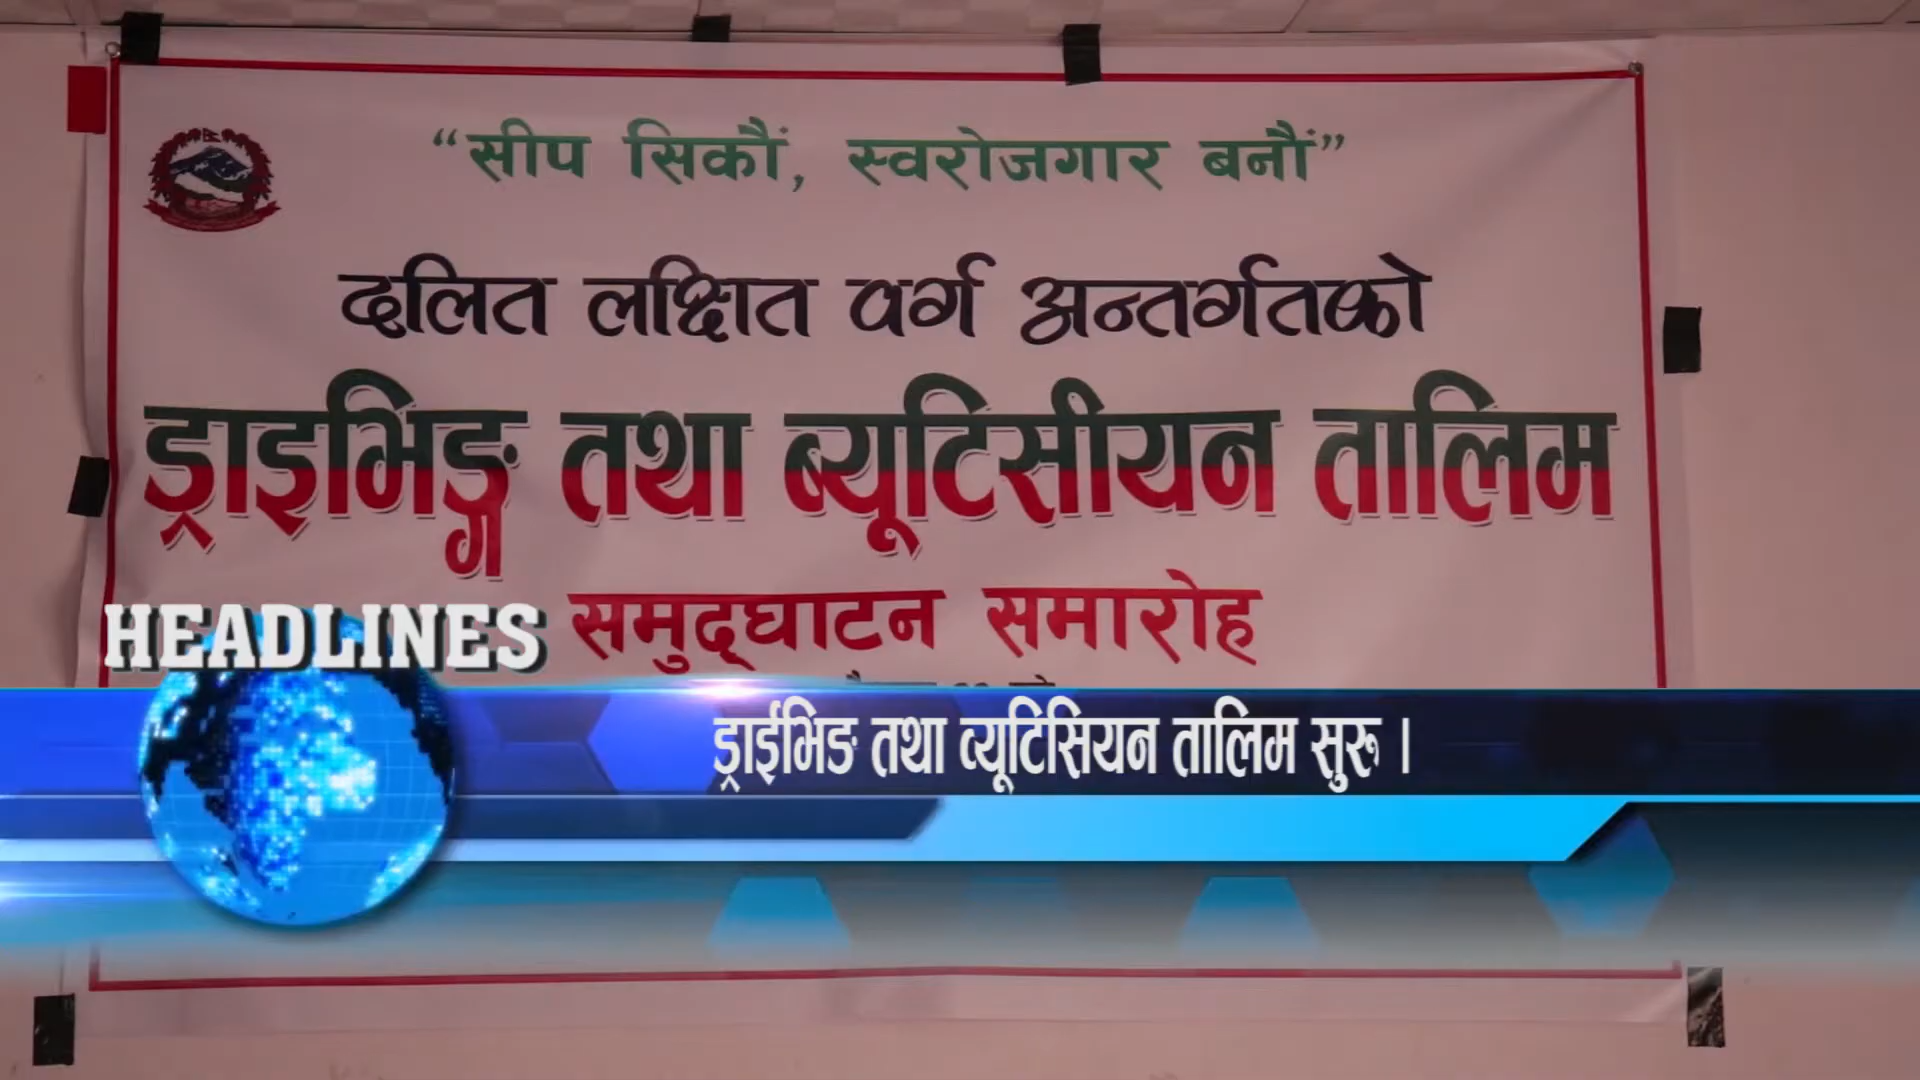 “सीप सिकौं, स्वरोजगार बनौं”
दलित लक्षित वर्ग अन्तर्गतको
ड्राइभिङ्ग तथा ब्यूटिसीयन तालिम
समुद्घाटन समारोह
HEADLINES
ड्राईभिङ तथा ब्यूटिसियन तालिम सुरु ।